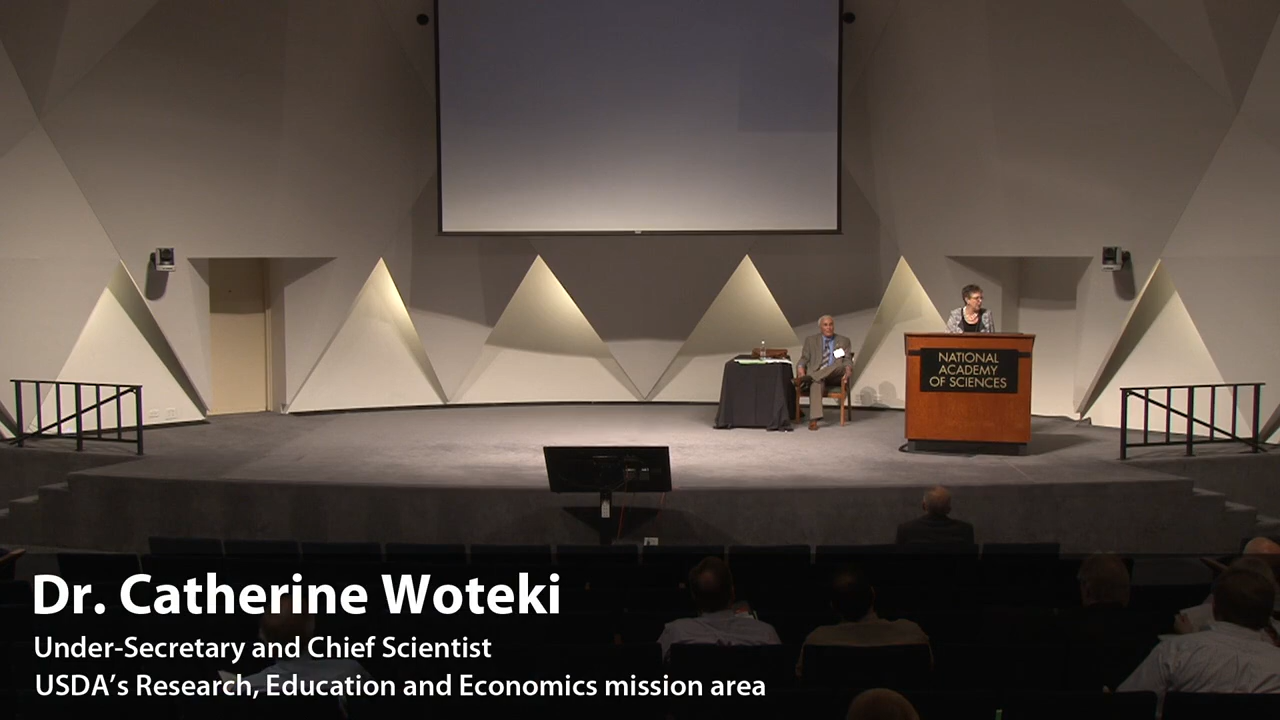 NATIONAL
ACADEMY
OF SCIENCES
Dr. Catherine Woteki
Under-Secretary and Chief Scientist
USDA’s Research, Education and Economics mission area